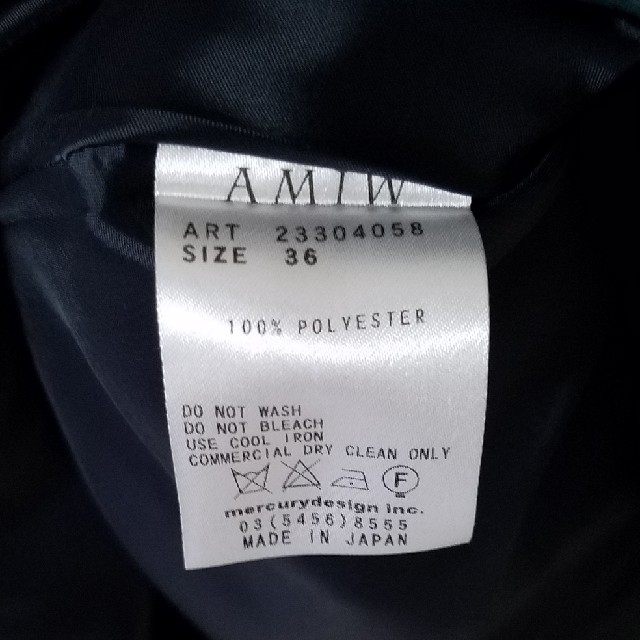 AMIW
ART 23304058
SIZE 36
100% POLYESTER
DO NOT WASH
DO NOT BLEACH
USE COOL IRON
COMMERCIAL DRY CLEAN ONLY
F
mercurydesign inc.
03(5456)8555
MADE IN JAPAN